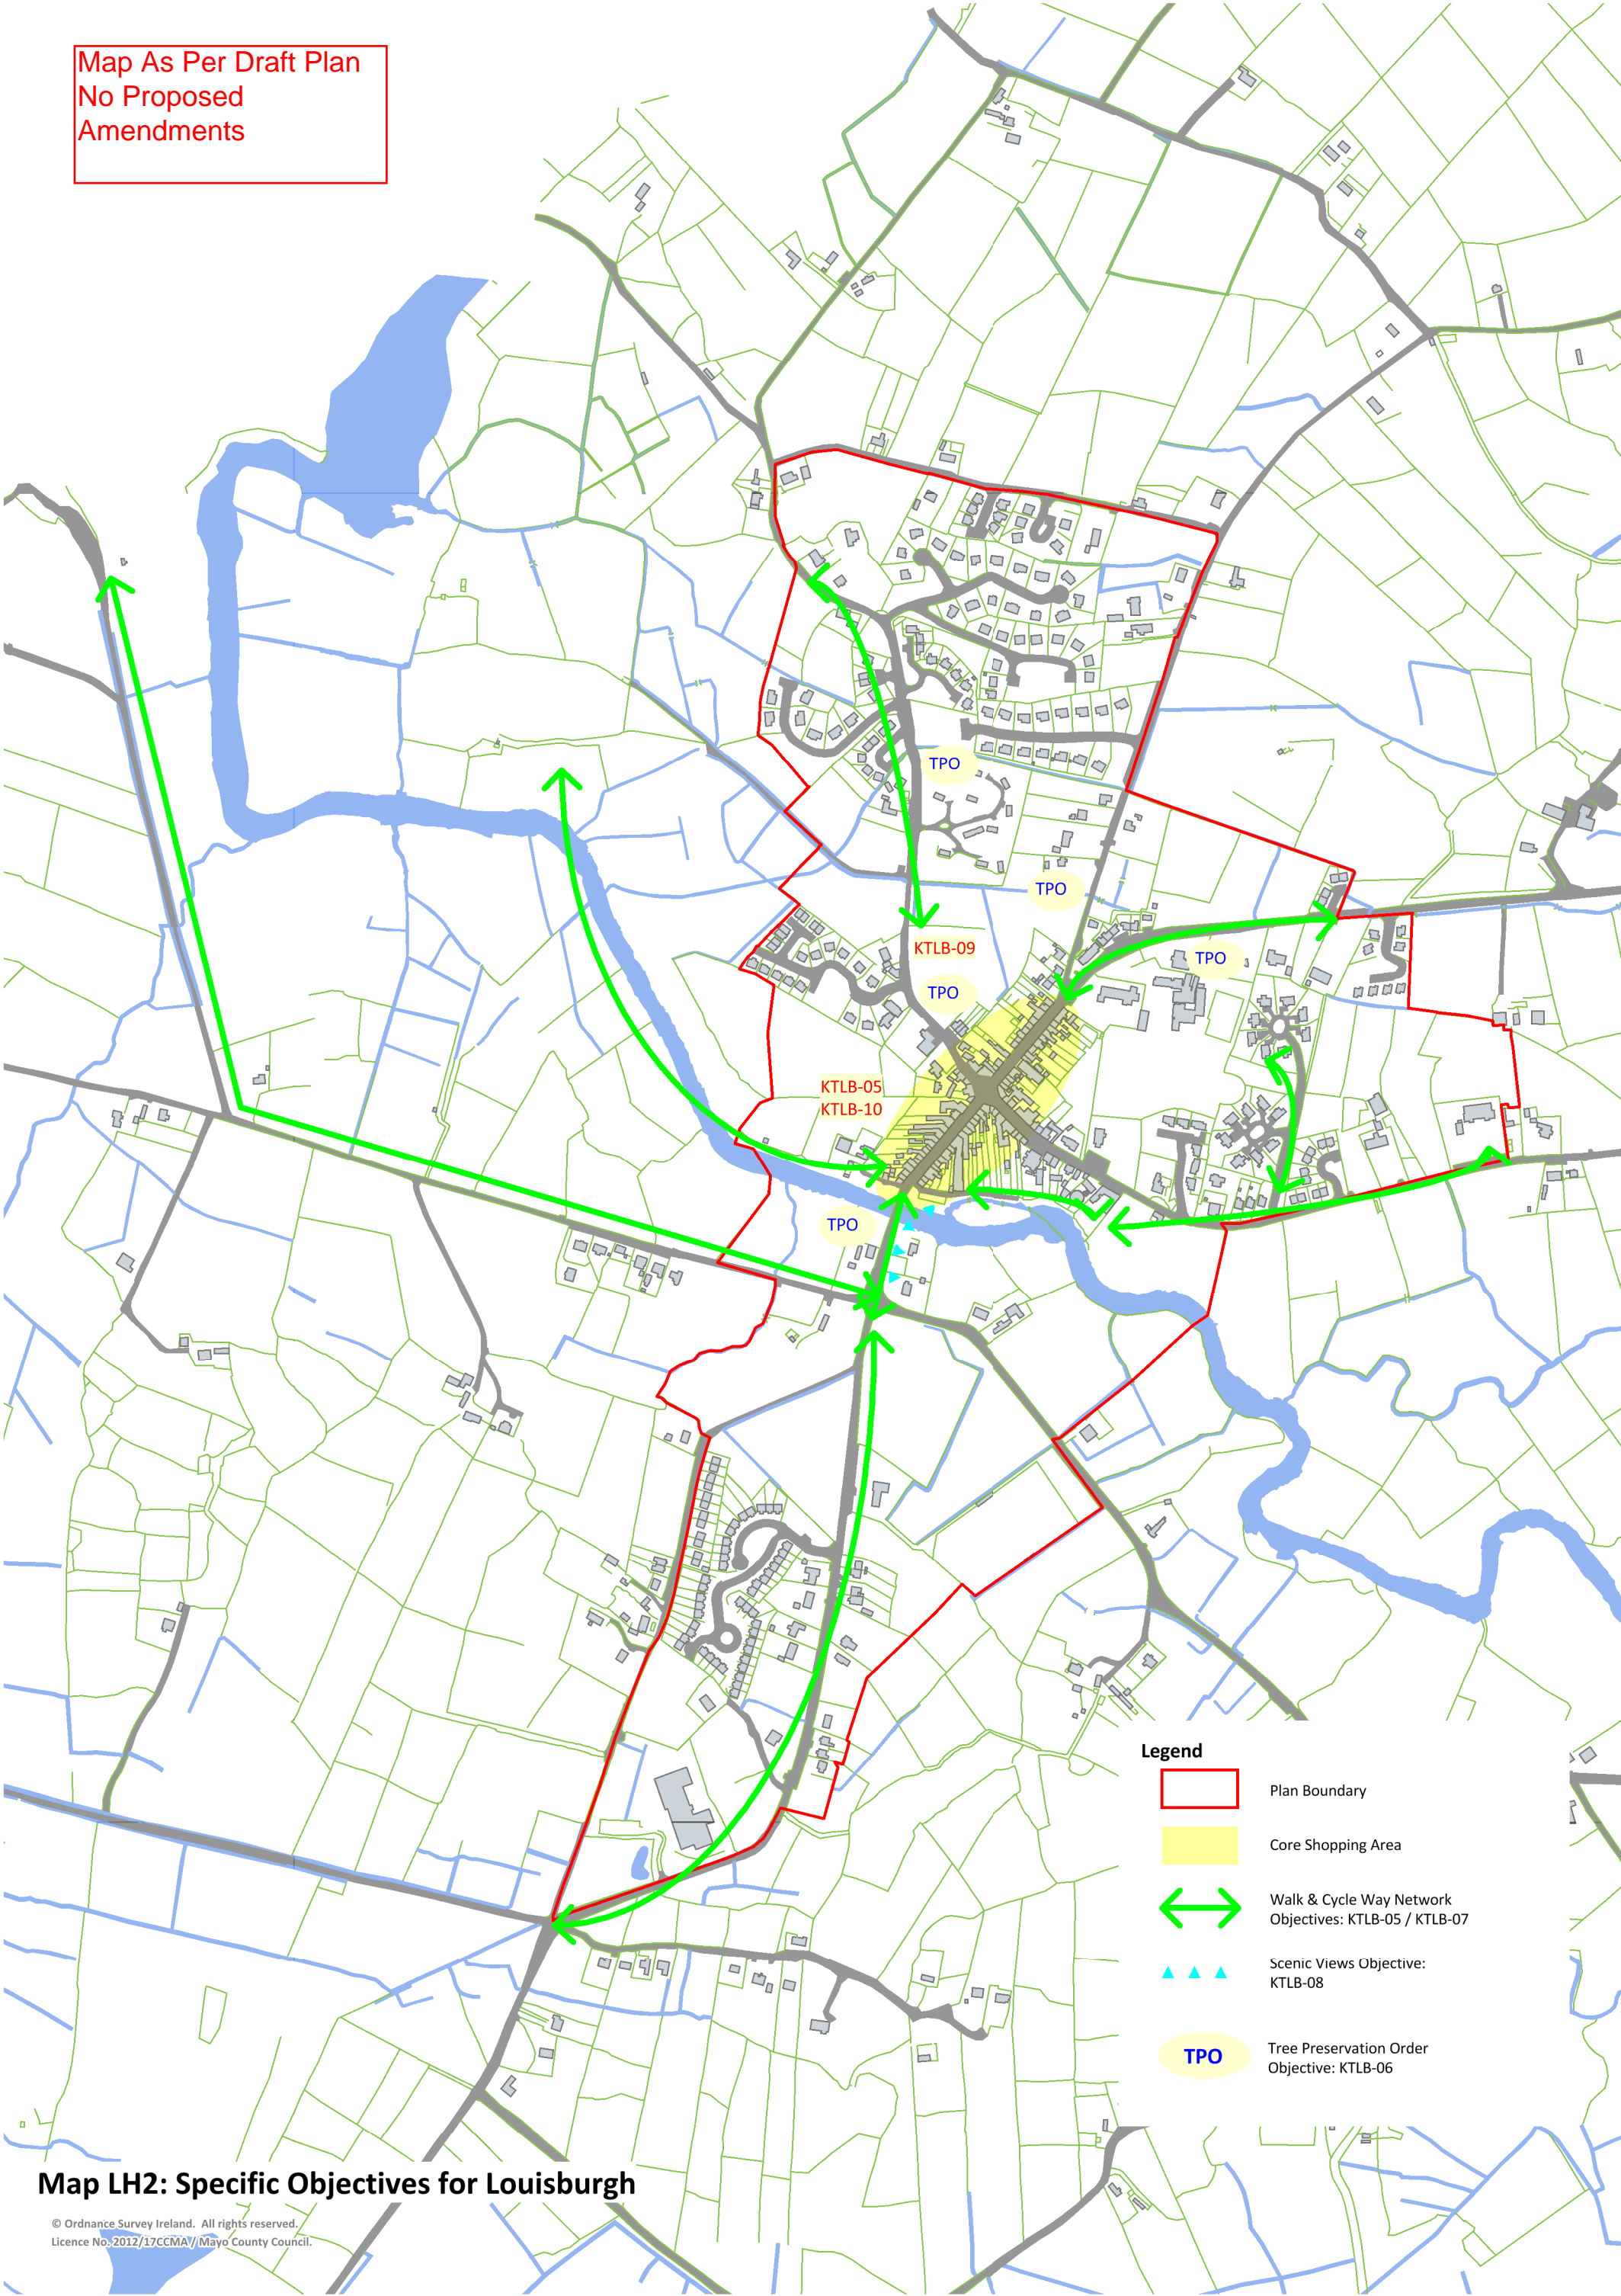 Map As Per Draft Plan
No Proposed
Amendments
TPO
TPO
KTLB-09
TPO
TPO
KTLB-05
KTLB-10
TPO
Legend
Plan Boundary
Core Shopping Area
Walk & Cycle Way Network
Objectives: KTLB-05 / KTLB-07
Scenic Views Objective:
KTLB-08
TPO
Tree Preservation Order
Objective: KTLB-06
Map LH2: Specific Objectives for Louisburgh
© Ordnance Survey Ireland. All rights reserved.
Licence No. 2012/17CCMA / Mayo County Council.